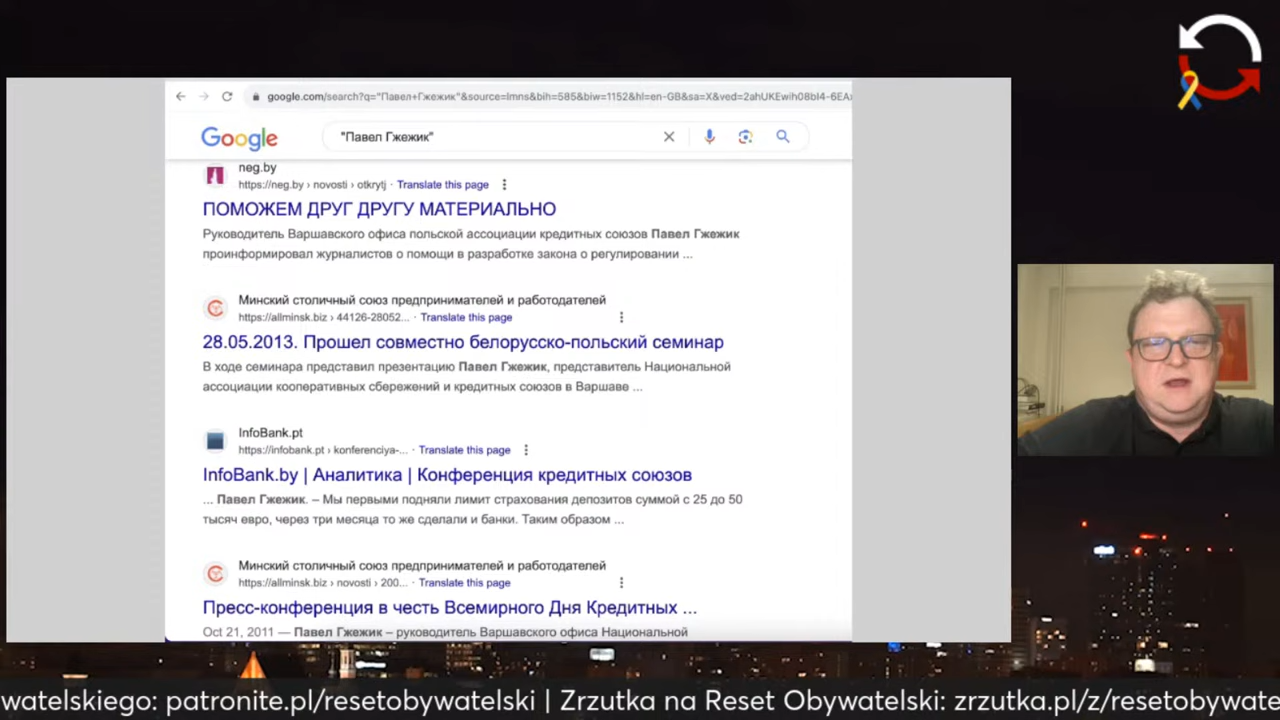 google.com/search?q="Павел+Гжежик"&source=lmns&bih=585&biw=1152&hl=en-GB&sa=X&ved=2ahUKEwih08bI4-6EAx
Google
"Павел Гжежик"
neg.by
https://neg.by › novosti › otkrytj · Translate this page
ПОМОЖЕМ ДРУГ ДРУГУ МАТЕРИАЛЬНО
Руководитель Варшавского офиса польской ассоциации кредитных союзов Павел Гжежик
проинформировал журналистов о помощи в разработке закона о регулировании ...
Минский столичный союз предпринимателей и работодателей
https://allminsk.biz › 44126-28052... · Translate this page
28.05.2013. Прошел совместно белорусско-польский семинар
В ходе семинара представил презентацию Павел Гжежик, представитель Национальной
ассоциации кооперативных сбережений и кредитных союзов в Варшаве ...
InfoBank.pt
https://infobank.pt › konferenciya-... · Translate this page
InfoBank.by | Аналитика | Конференция кредитных союзов
... Павел Гжежик. – Мы первыми подняли лимит страхования депозитов суммой с 25 до 50
тысяч евро, через три месяца то же сделали и банки. Таким образом ...
Минский столичный союз предпринимателей и работодателей
https://allminsk.biz › novosti › 200... · Translate this page
Пресс-конференция в честь Всемирного Дня Кредитных ...
Oct 21, 2011 — Павел Гжежик – руководитель Варшавского офиса Национальной
watelskiego: patronite.pl/resetobywatelski | Zrzutka na Reset Obywatelski: zrzutka.pl/z/resetobywate